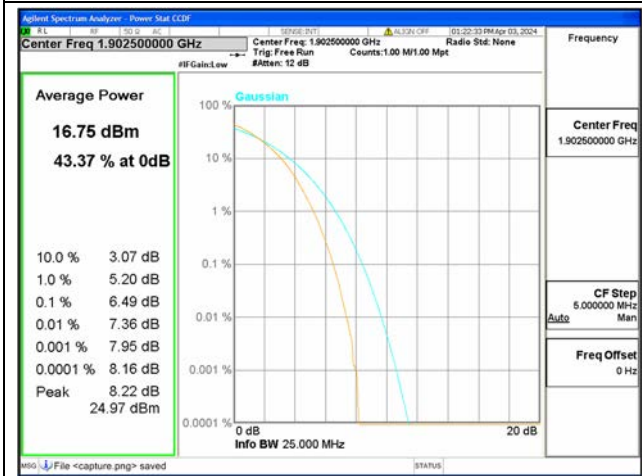 Agilent Spectrum Analyzer - Power Stat CCDF
RL RF 50 Ω AC SENSE:INT ALIGN OFF 01:22:33 PM Apr 03, 2024
Center Freq 1.902500000 GHz
Center Freq: 1.902500000 GHz Radio Std: None
Trig: Free Run Counts:1.00 M/1.00 Mpt
#IFGain:Low #Atten: 12 dB
Frequency
Average Power
16.75 dBm
43.37 % at 0dB
10.0 % 3.07 dB
1.0 % 5.20 dB
0.1 % 6.49 dB
0.01 % 7.36 dB
0.001 % 7.95 dB
0.0001 % 8.16 dB
Peak 8.22 dB
24.97 dBm
Gaussian
100 %
10 %
1 %
0.1 %
0.01 %
0.001 %
0.0001 %
0 dB 20 dB
Info BW 25.000 MHz
Center Freq
1.902500000 GHz
CF Step
5.000000 MHz
Auto Man
Freq Offset
0 Hz
MSG File <capture.png> saved STATUS